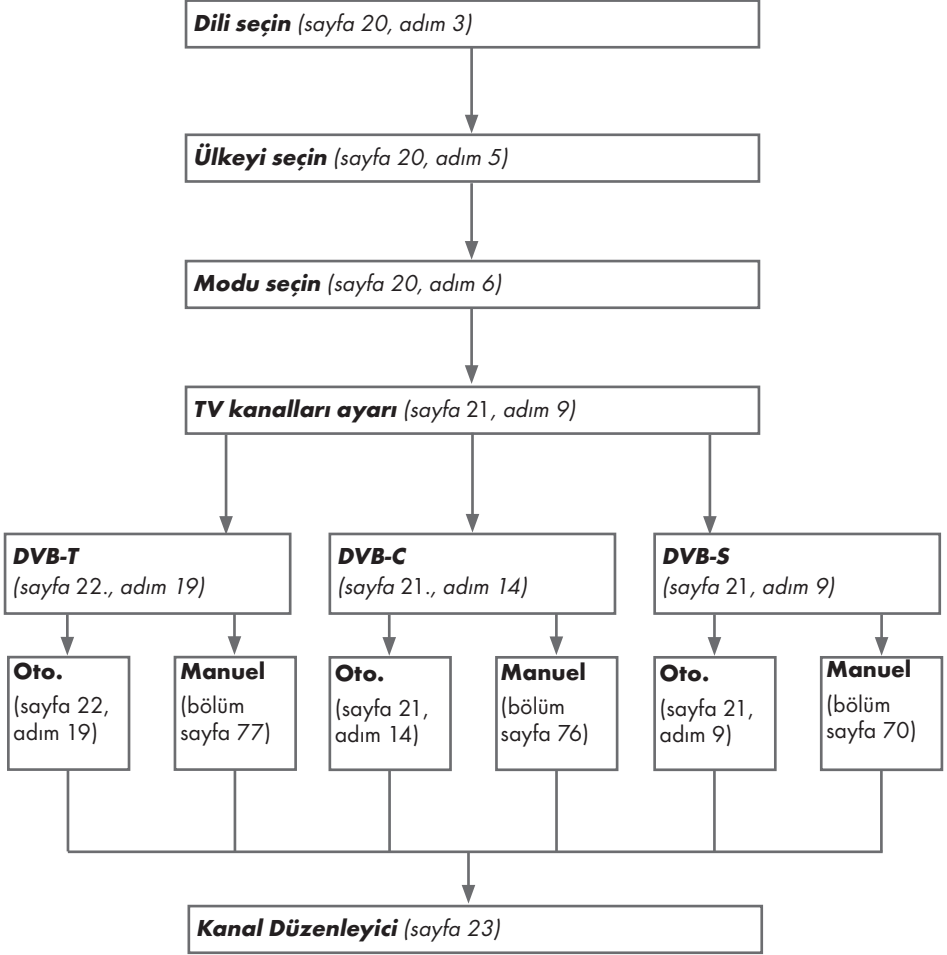 Dili seçin (sayfa 20, adım 3)
Ülkeyi seçin (sayfa 20, adım 5)
Modu seçin (sayfa 20, adım 6)
TV kanalları ayarı (sayfa 21, adım 9)
DVB-T
(sayfa 22., adım 19)
DVB-C
(sayfa 21., adım 14)
DVB-S
(sayfa 21, adım 9)
Oto.
(sayfa 22,
adım 19)
Manuel
(bölüm
sayfa 77)
Oto.
(sayfa 21,
adım 14)
Manuel
(bölüm
sayfa 76)
Oto.
(sayfa 21,
adım 9)
Manuel
(bölüm
sayfa 70)
Kanal Düzenleyici (sayfa 23)